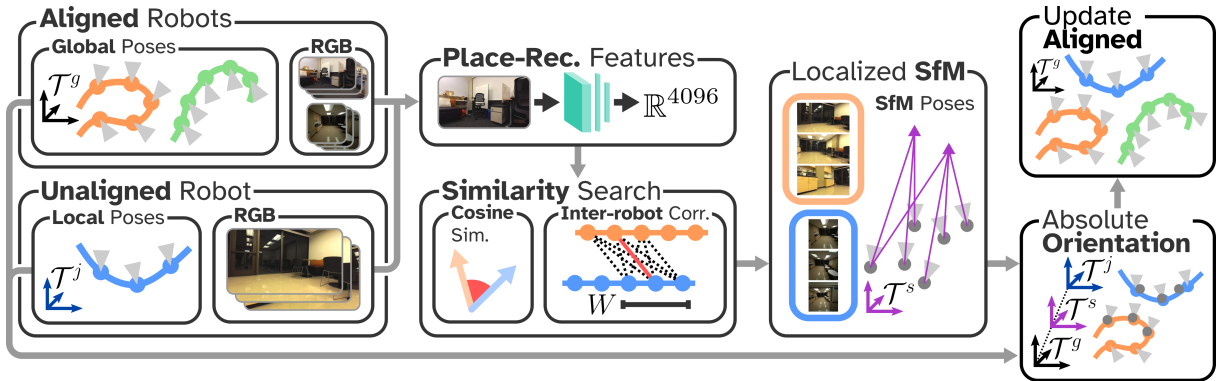 Aligned Robots
Global Poses
RGB
𝒯^g
Unaligned Robot
Local Poses
RGB
𝒯^j
Place-Rec. Features
ℝ^4096
Similarity Search
Cosine
Sim.
Inter-robot Corr.
W
Localized SfM
SfM Poses
𝒯^s
Update
Aligned
𝒯^g
Absolute
Orientation
𝒯^j
𝒯^s
𝒯^g